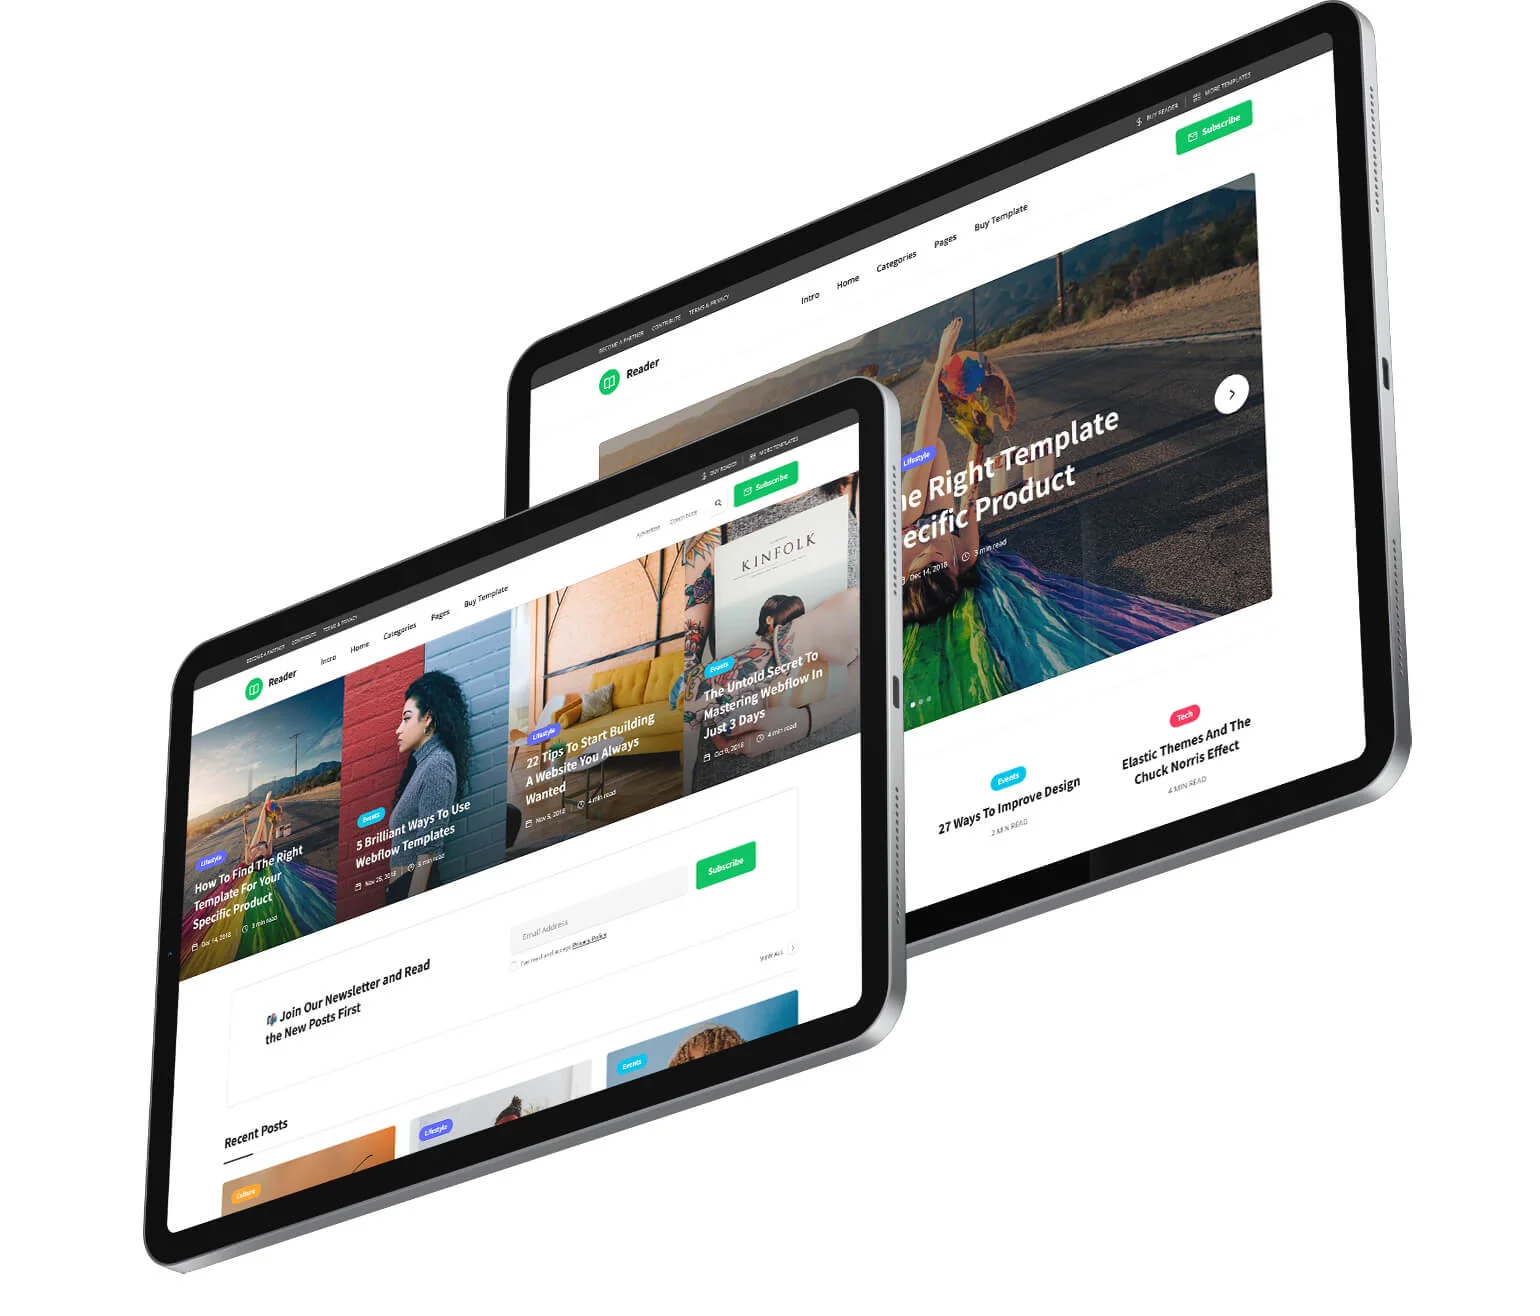 BUY READER
MORE TEMPLATES
Subscribe
BECOME A PARTNER
CONTRIBUTE
TERMS & PRIVACY
Reader
Intro
Home
Categories
Pages
Buy Template
Lifestyle
he Right Template
ecific Product
Dec 14, 2018
3 min read
Events
27 Ways To Improve Design
2 MIN READ
Tech
Elastic Themes And The
Chuck Norris Effect
4 MIN READ
BUY READER
MORE TEMPLATES
BECOME A PARTNER
CONTRIBUTE
TERMS & PRIVACY
Reader
Intro
Home
Categories
Pages
Buy Template
Advertise
Contribute
Subscribe
Lifestyle
How To Find The Right
Template For Your
Specific Product
Dec 14, 2018
3 min read
Events
5 Brilliant Ways To Use
Webflow Templates
Nov 25, 2018
5 min read
Lifestyle
22 Tips To Start Building
A Website You Always
Wanted
Nov 5, 2018
4 min read
KINFOLK
Events
The Untold Secret To
Mastering Webflow In
Just 3 Days
Oct 9, 2018
4 min read
Join Our Newsletter and Read
the New Posts First
Email Address
Subscribe
I've read and accept Privacy Policy
VIEW ALL
Recent Posts
Culture
Lifestyle
Events